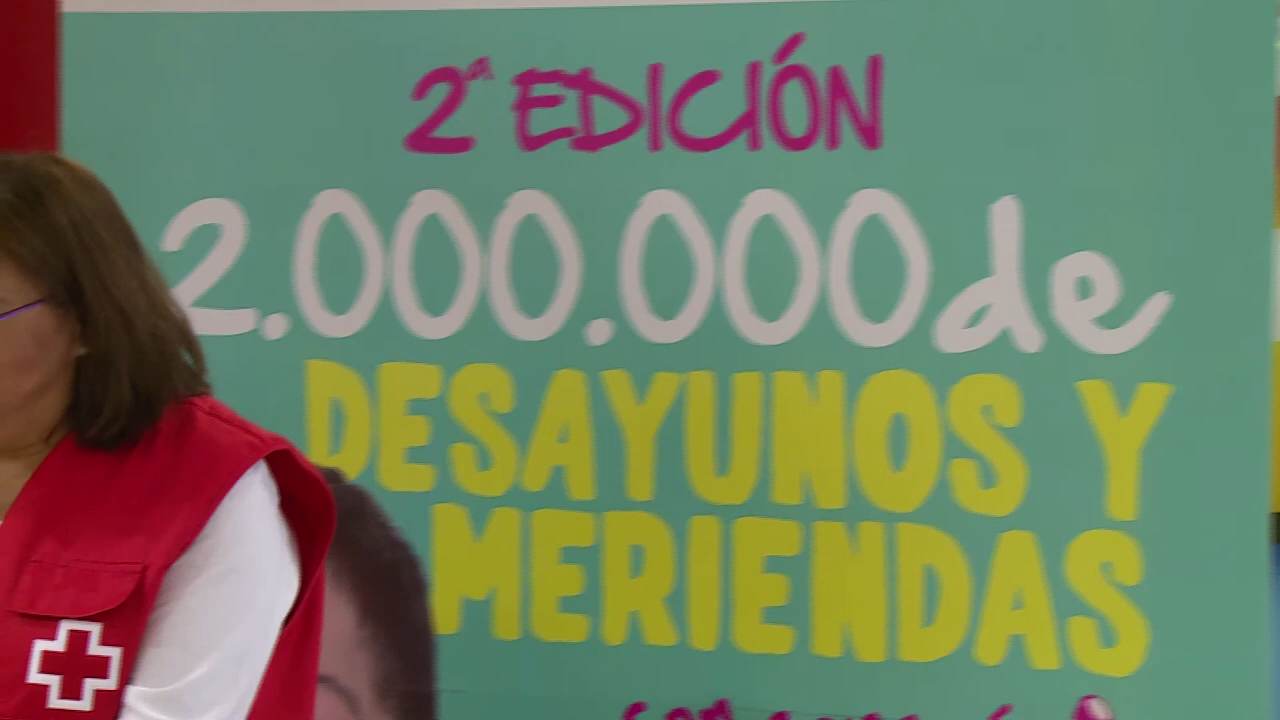 2ª EDICIÓN
2.000.000 de
DESAYUNOS Y
MERIENDAS